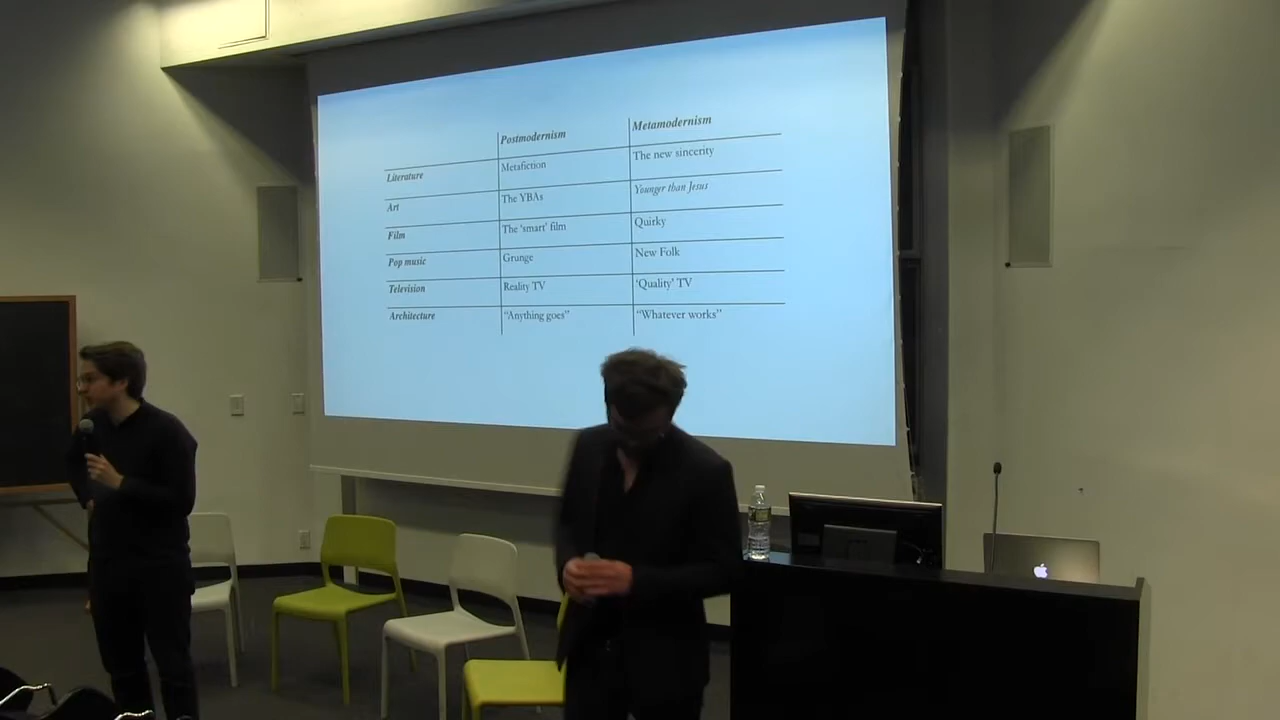 Postmodernism Metamodernism
Literature Metafiction The new sincerity
Art The YBAs Younger than Jesus
Film The 'smart' film Quirky
Pop music Grunge New Folk
Television Reality TV 'Quality' TV
Architecture "Anything goes" "Whatever works"